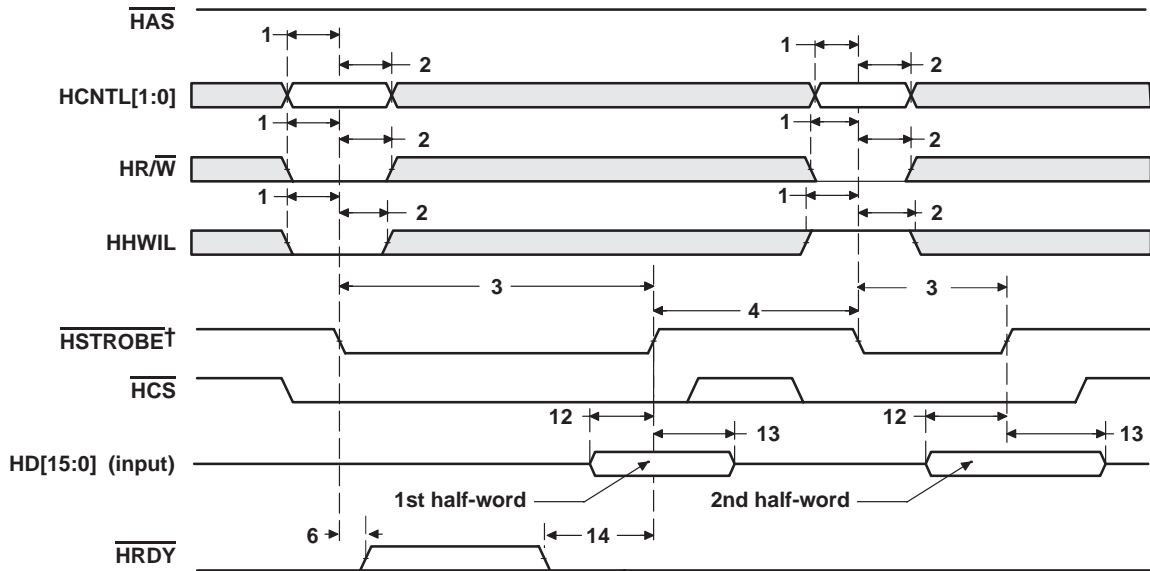 HAS
1
2
1
2
HCNTL[1:0]
1
2
1
2
HR/W
1
2
1
2
HHWIL
3
4
3
HSTROBE†
HCS
12
13
12
13
HD[15:0] (input)
1st half-word
2nd half-word
6
14
HRDY